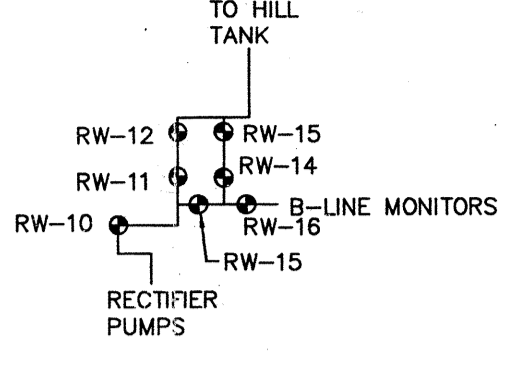 TO HILL
TANK
RW-12
RW-15
RW-14
RW-11
B-LINE MONITORS
RW-10
RW-16
RW-15
RECTIFIER
PUMPS